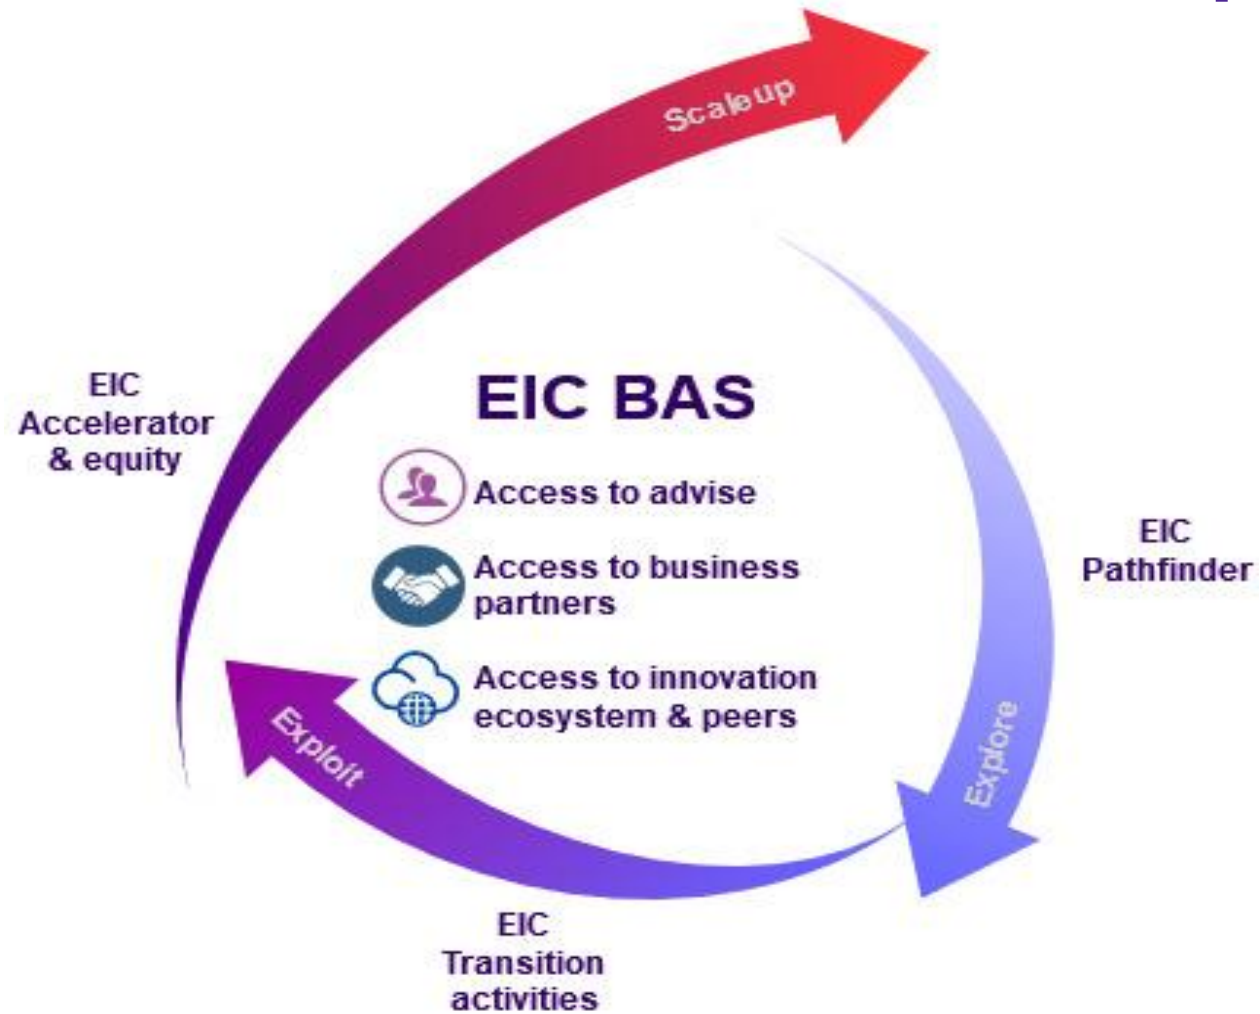 Scaleup
EIC
Accelerator
& equity
EIC BAS
Access to advise
Access to business
partners
Access to innovation
ecosystem & peers
EIC
Pathfinder
Explore
Exploit
EIC
Transition
activities